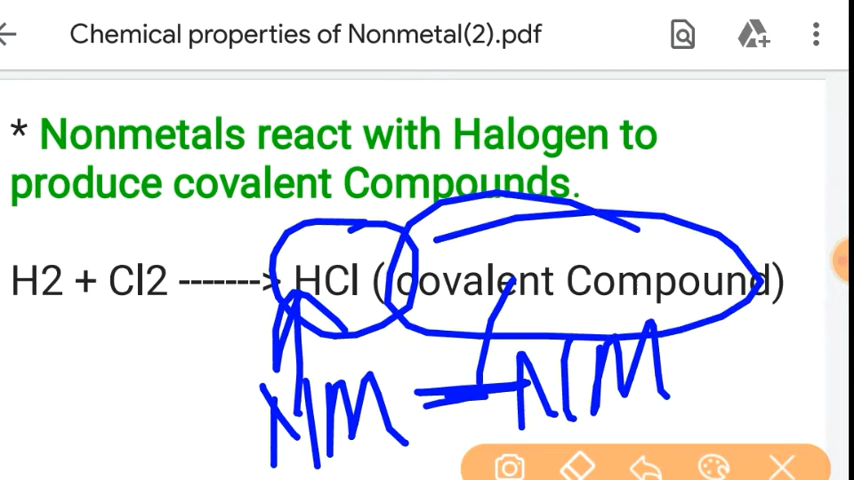 Chemical properties of Nonmetal(2).pdf
* Nonmetals react with Halogen to
produce covalent Compounds.
H2 + Cl2 -------> HCl (covalent Compound)
NM = NM